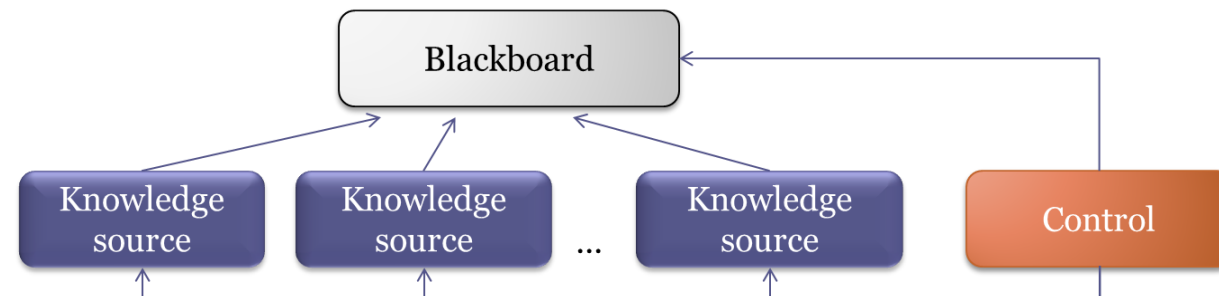 Blackboard
Knowledge
source
Knowledge
source
...
Knowledge
source
Control